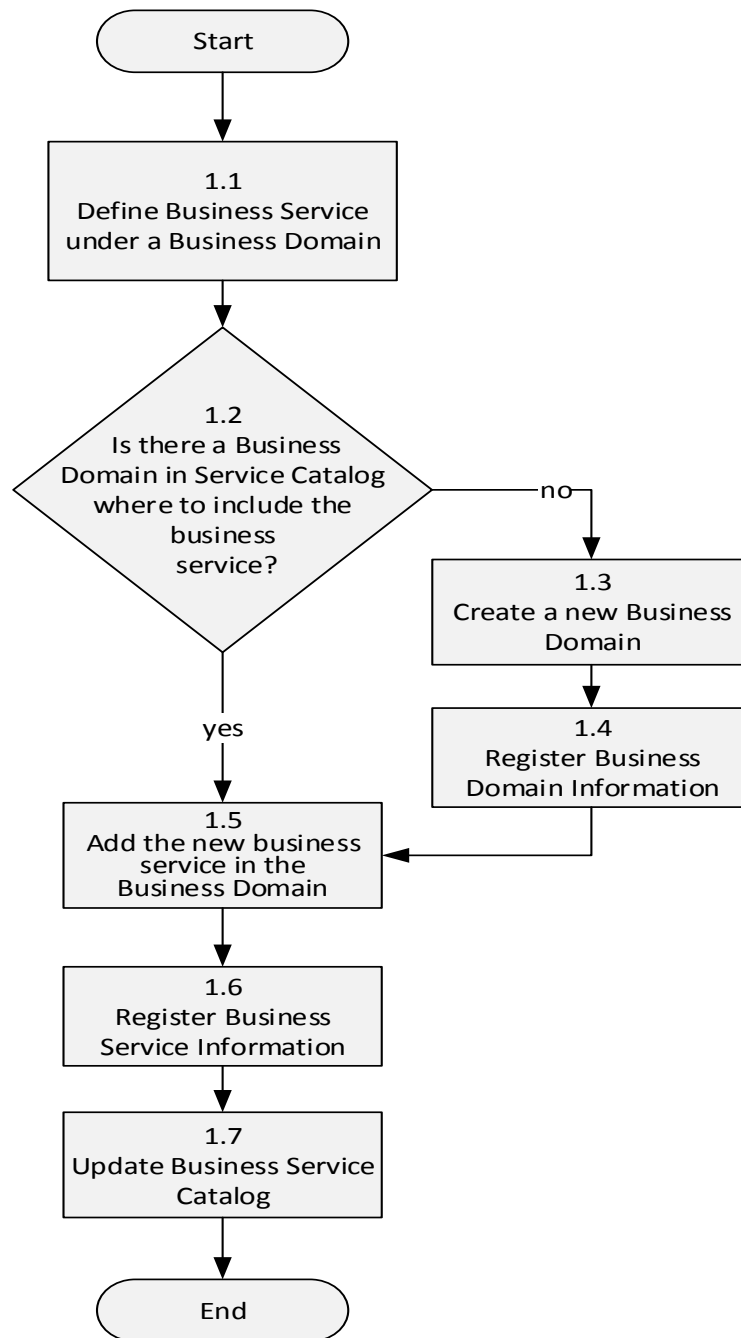 Start
1.1
Define Business Service
under a Business Domain
1.2
Is there a Business
Domain in Service Catalog
where to include the
business
service?
no
1.3
Create a new Business
Domain
1.4
Register Business
Domain Information
yes
1.5
Add the new business
service in the
Business Domain
1.6
Register Business
Service Information
1.7
Update Business Service
Catalog
End